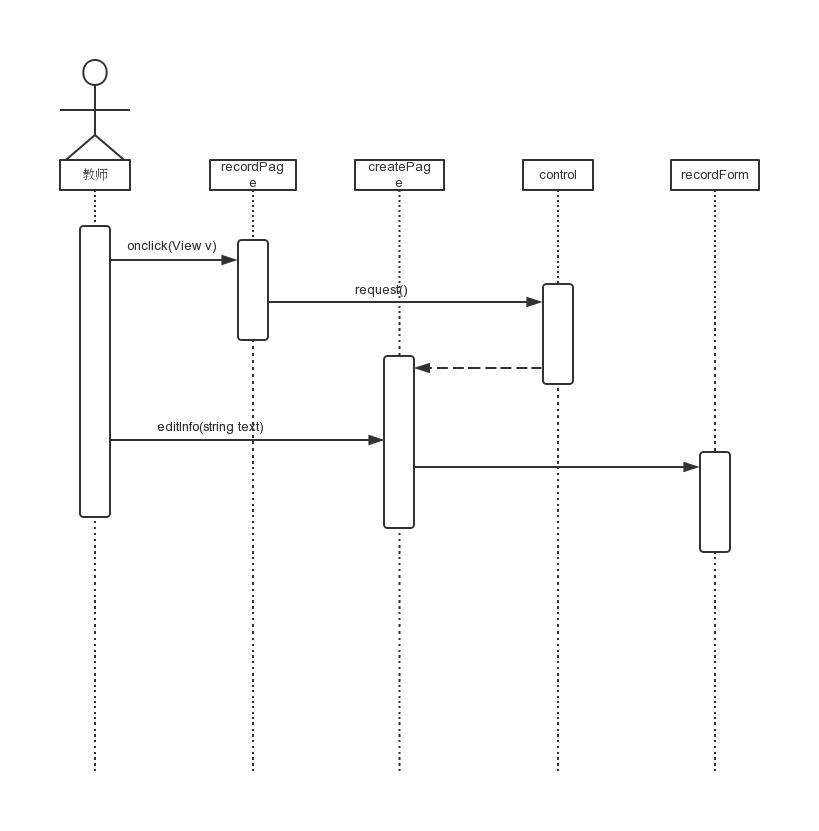 教师
recordPag
e
createPag
e
control
recordForm
onclick(View v)
request()
editInfo(string text)